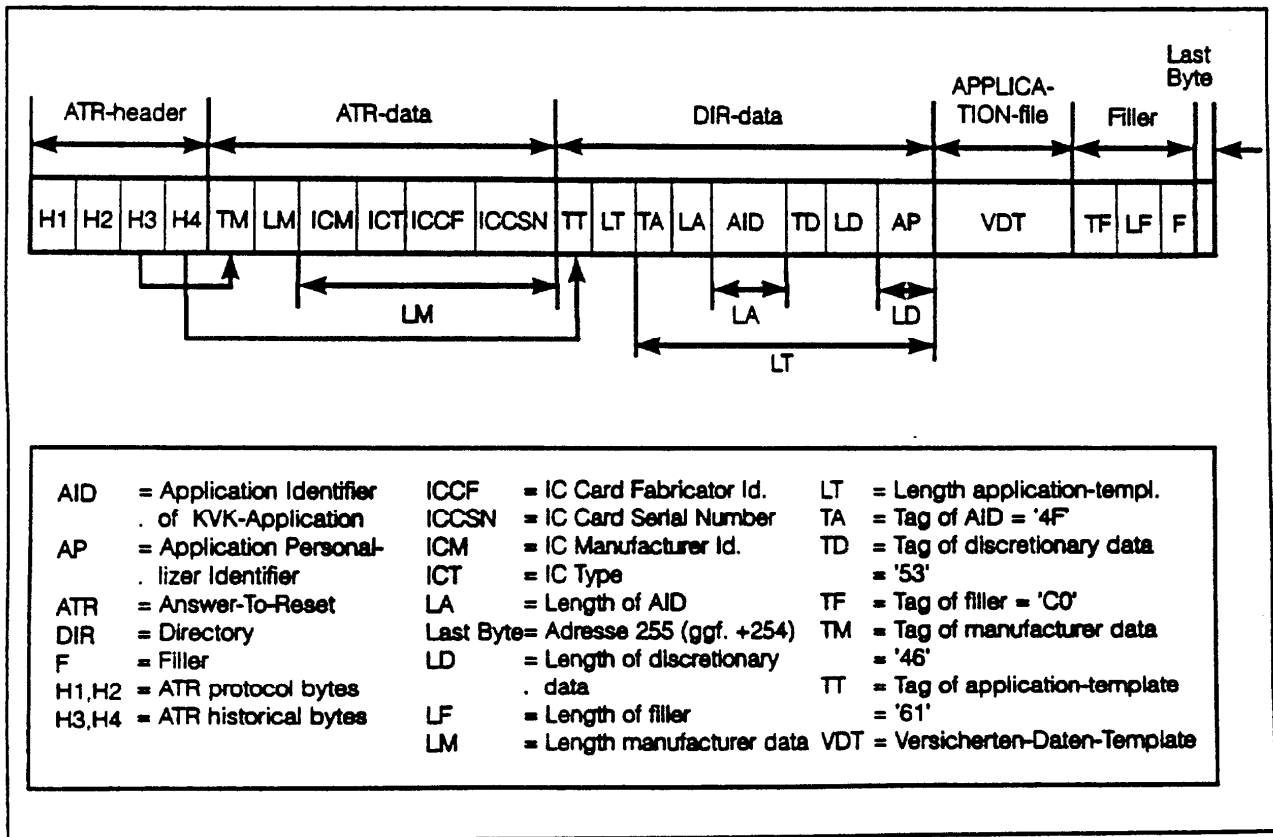 Last
Byte
APPLICA-
TION-file
ATR-header
ATR-data
DIR-data
Filler
H1 H2 H3 H4 TM LM ICM ICT ICCF ICCSN TT LT TA LA AID TD LD AP VDT TF LF F
LM
LA
LD
LT
AID = Application Identifier
. of KVK-Application
AP = Application Personal-
. lizer Identifier
ATR = Answer-To-Reset
DIR = Directory
F = Filler
H1,H2 = ATR protocol bytes
H3,H4 = ATR historical bytes
ICCF = IC Card Fabricator Id.
ICCSN = IC Card Serial Number
ICM = IC Manufacturer Id.
ICT = IC Type
LA = Length of AID
Last Byte= Adresse 255 (ggf. +254)
LD = Length of discretionary
. data
LF = Length of filler
LM = Length manufacturer data
LT = Length application-templ.
TA = Tag of AID = '4F'
TD = Tag of discretionary data
= '53'
TF = Tag of filler = 'C0'
TM = Tag of manufacturer data
= '46'
TT = Tag of application-template
= '61'
VDT = Versicherten-Daten-Template